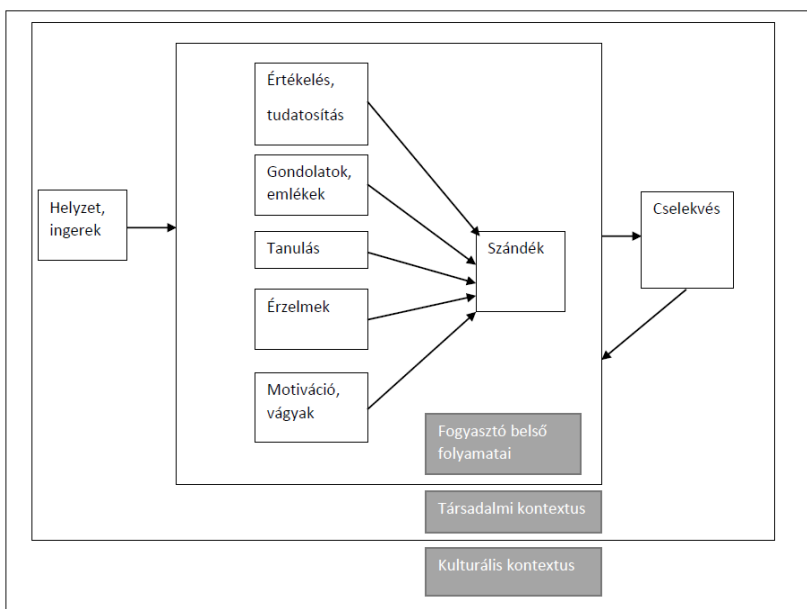 Értékelés,
tudatosítás
Gondolatok,
emlékek
Helyzet,
ingerek
Tanulás
Szándék
Cselekvés
Érzelmek
Motiváció,
vágyak
Fogyasztó belső
folyamatai
Társadalmi kontextus
Kulturális kontextus